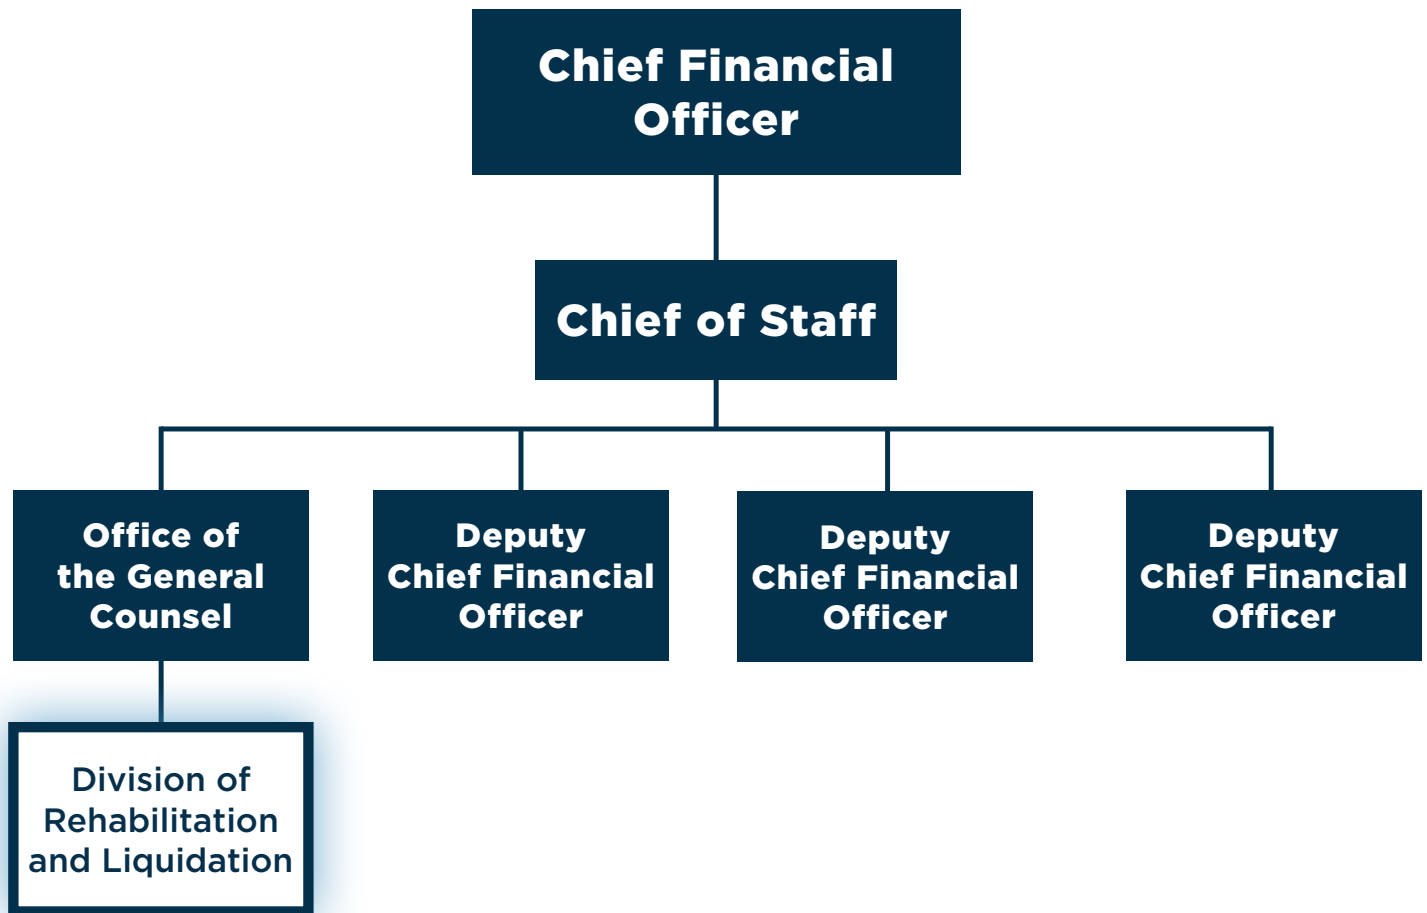 Chief Financial
Officer
Chief of Staff
Office of
the General
Counsel
Deputy
Chief Financial
Officer
Deputy
Chief Financial
Officer
Deputy
Chief Financial
Officer
Division of
Rehabilitation
and Liquidation